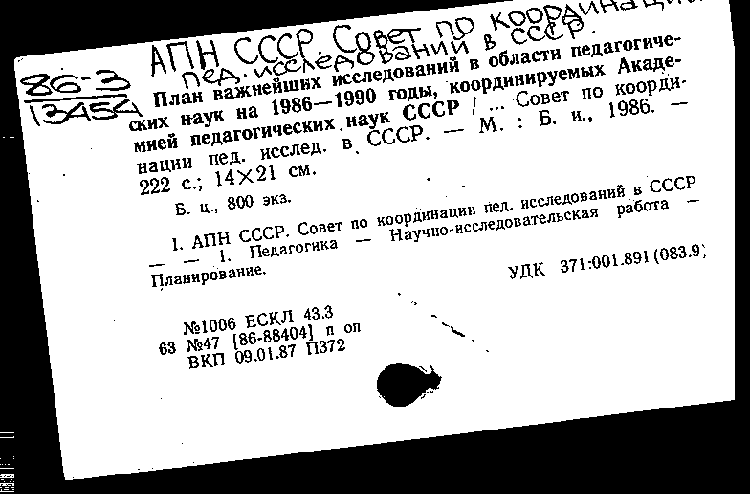 АПН СССР. Совет по координации
пед. исследований в СССР.
86-3
13454
План важнейших исследований в области педагогиче-
ских наук на 1986—1990 годы, координируемых Акаде-
мией педагогических наук СССР / ... Совет по коорди-
нации пед. исслед. в СССР. — М. : Б. и., 1986. —
222 с.; 14×21 см.
Б. ц., 800 экз.
I. АПН СССР. Совет по координации пед. исследований в СССР
— — 1. Педагогика — Научно-исследовательская работа —
Планирование.
УДК 371:001.891(083.9)
№1006 ЕСКЛ 43.3
63 №47 [86-88404] п оп
ВКП 09.01.87 П372